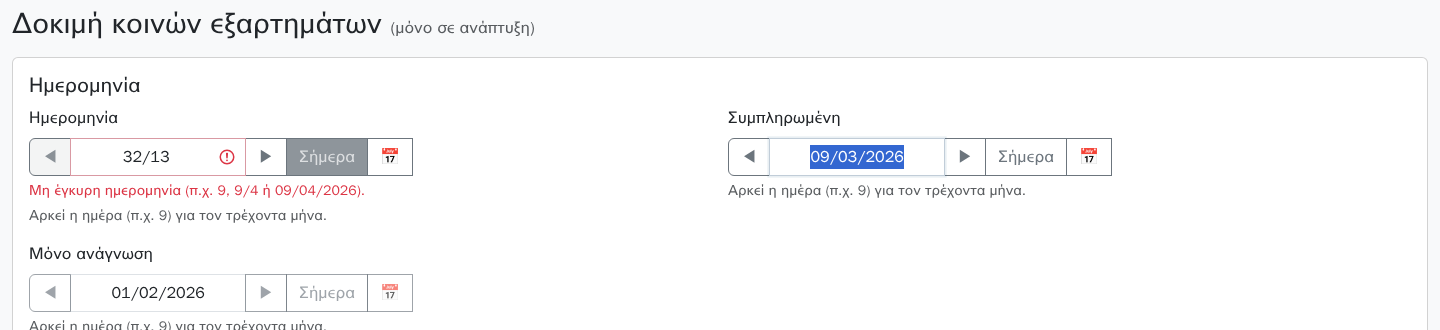 Δοκιμή κοινών εξαρτημάτων (μόνο σε ανάπτυξη)
Ημερομηνία
Ημερομηνία
32/13 Σήμερα
Μη έγκυρη ημερομηνία (π.χ. 9, 9/4 ή 09/04/2026).
Αρκεί η ημέρα (π.χ. 9) για τον τρέχοντα μήνα.
Συμπληρωμένη
09/03/2026 Σήμερα
Αρκεί η ημέρα (π.χ. 9) για τον τρέχοντα μήνα.
Μόνο ανάγνωση
01/02/2026 Σήμερα
Αρκεί η ημέρα (π.χ. 9) για τον τρέχοντα μήνα.